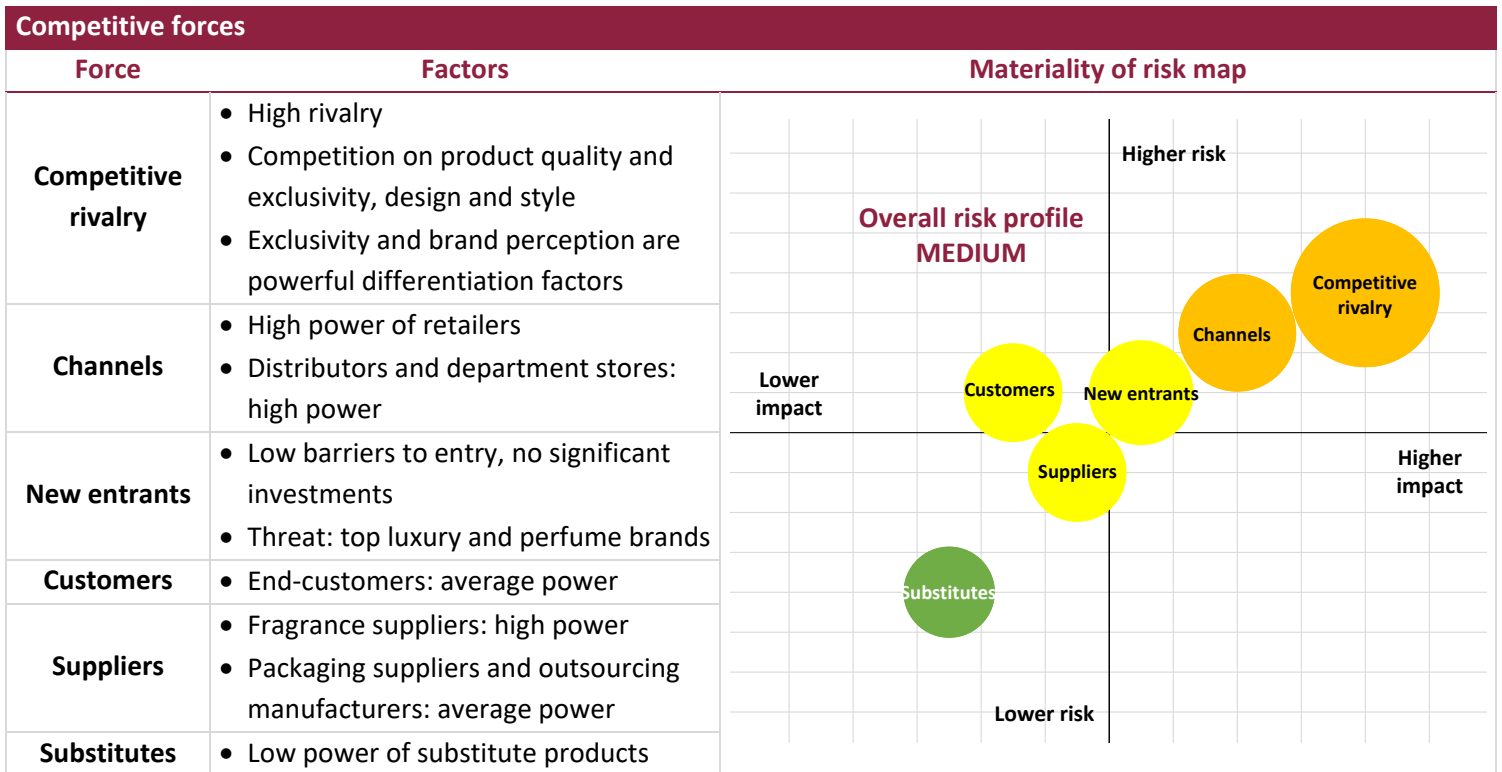 Competitive forces
Force
Factors
Materiality of risk map
Competitive
rivalry
• High rivalry
• Competition on product quality and
exclusivity, design and style
• Exclusivity and brand perception are
powerful differentiation factors
Channels
• High power of retailers
• Distributors and department stores:
high power
New entrants
• Low barriers to entry, no significant
investments
• Threat: top luxury and perfume brands
Customers
• End-customers: average power
Suppliers
• Fragrance suppliers: high power
• Packaging suppliers and outsourcing
manufacturers: average power
Substitutes
• Low power of substitute products
Higher risk
Overall risk profile
MEDIUM
Competitive
rivalry
Channels
Lower
impact
Customers
New entrants
Suppliers
Higher
impact
Substitutes
Lower risk